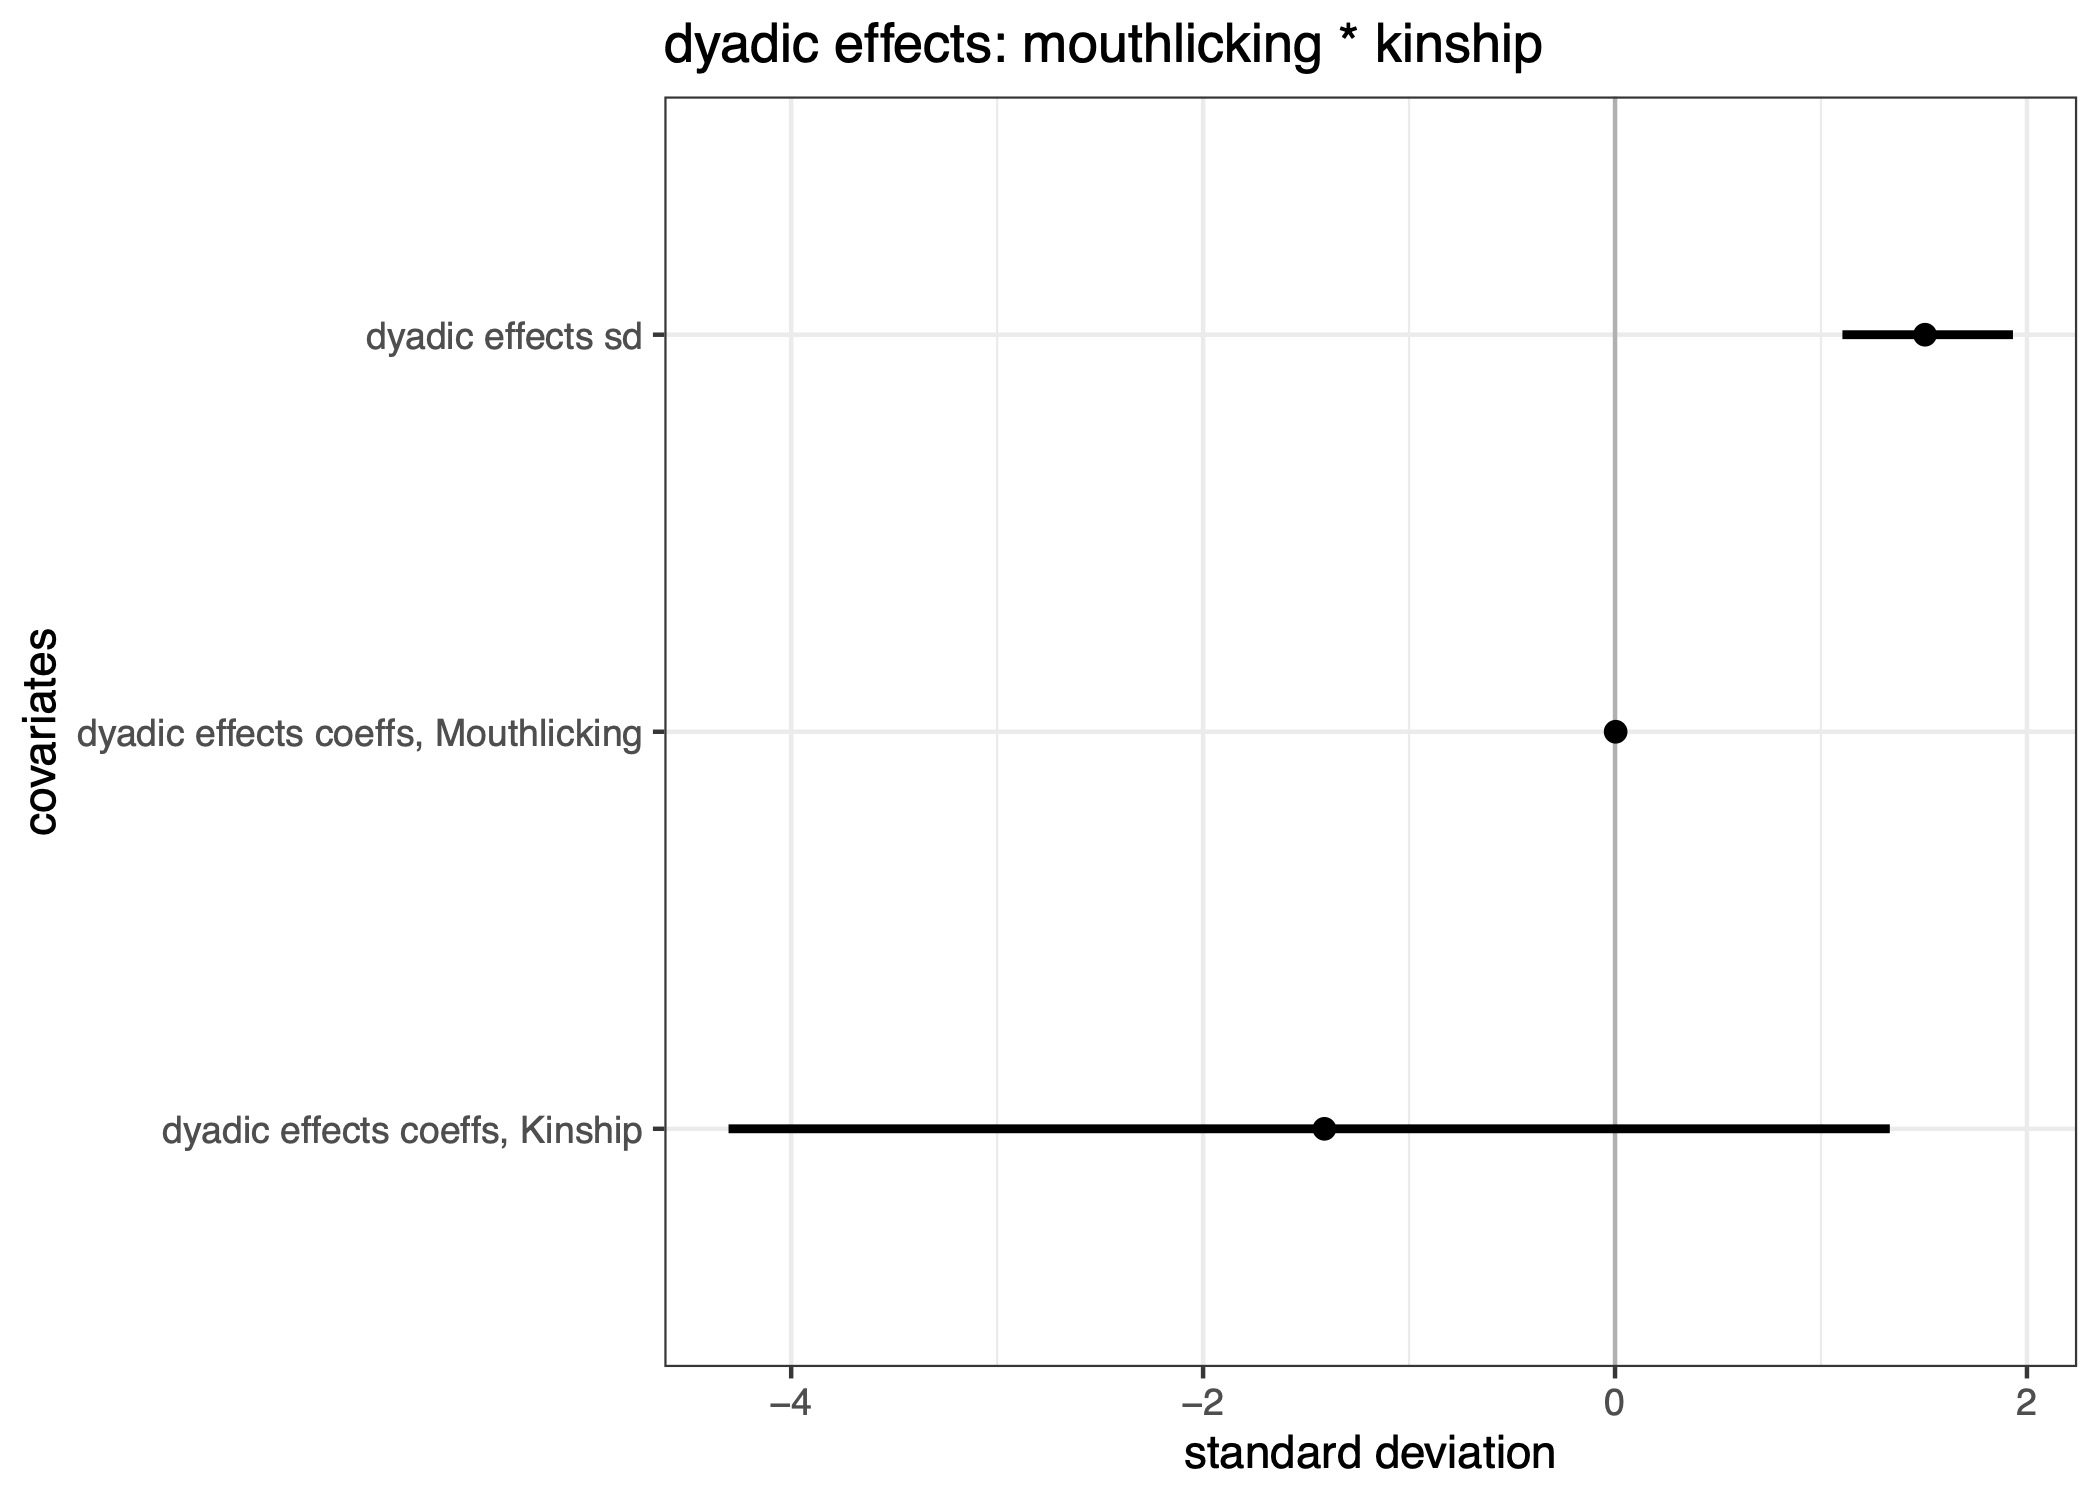 dyadic effects: mouthlicking * kinship
covariates
dyadic effects sd
dyadic effects coeffs, Mouthlicking
dyadic effects coeffs, Kinship
−4
−2
0
2
standard deviation